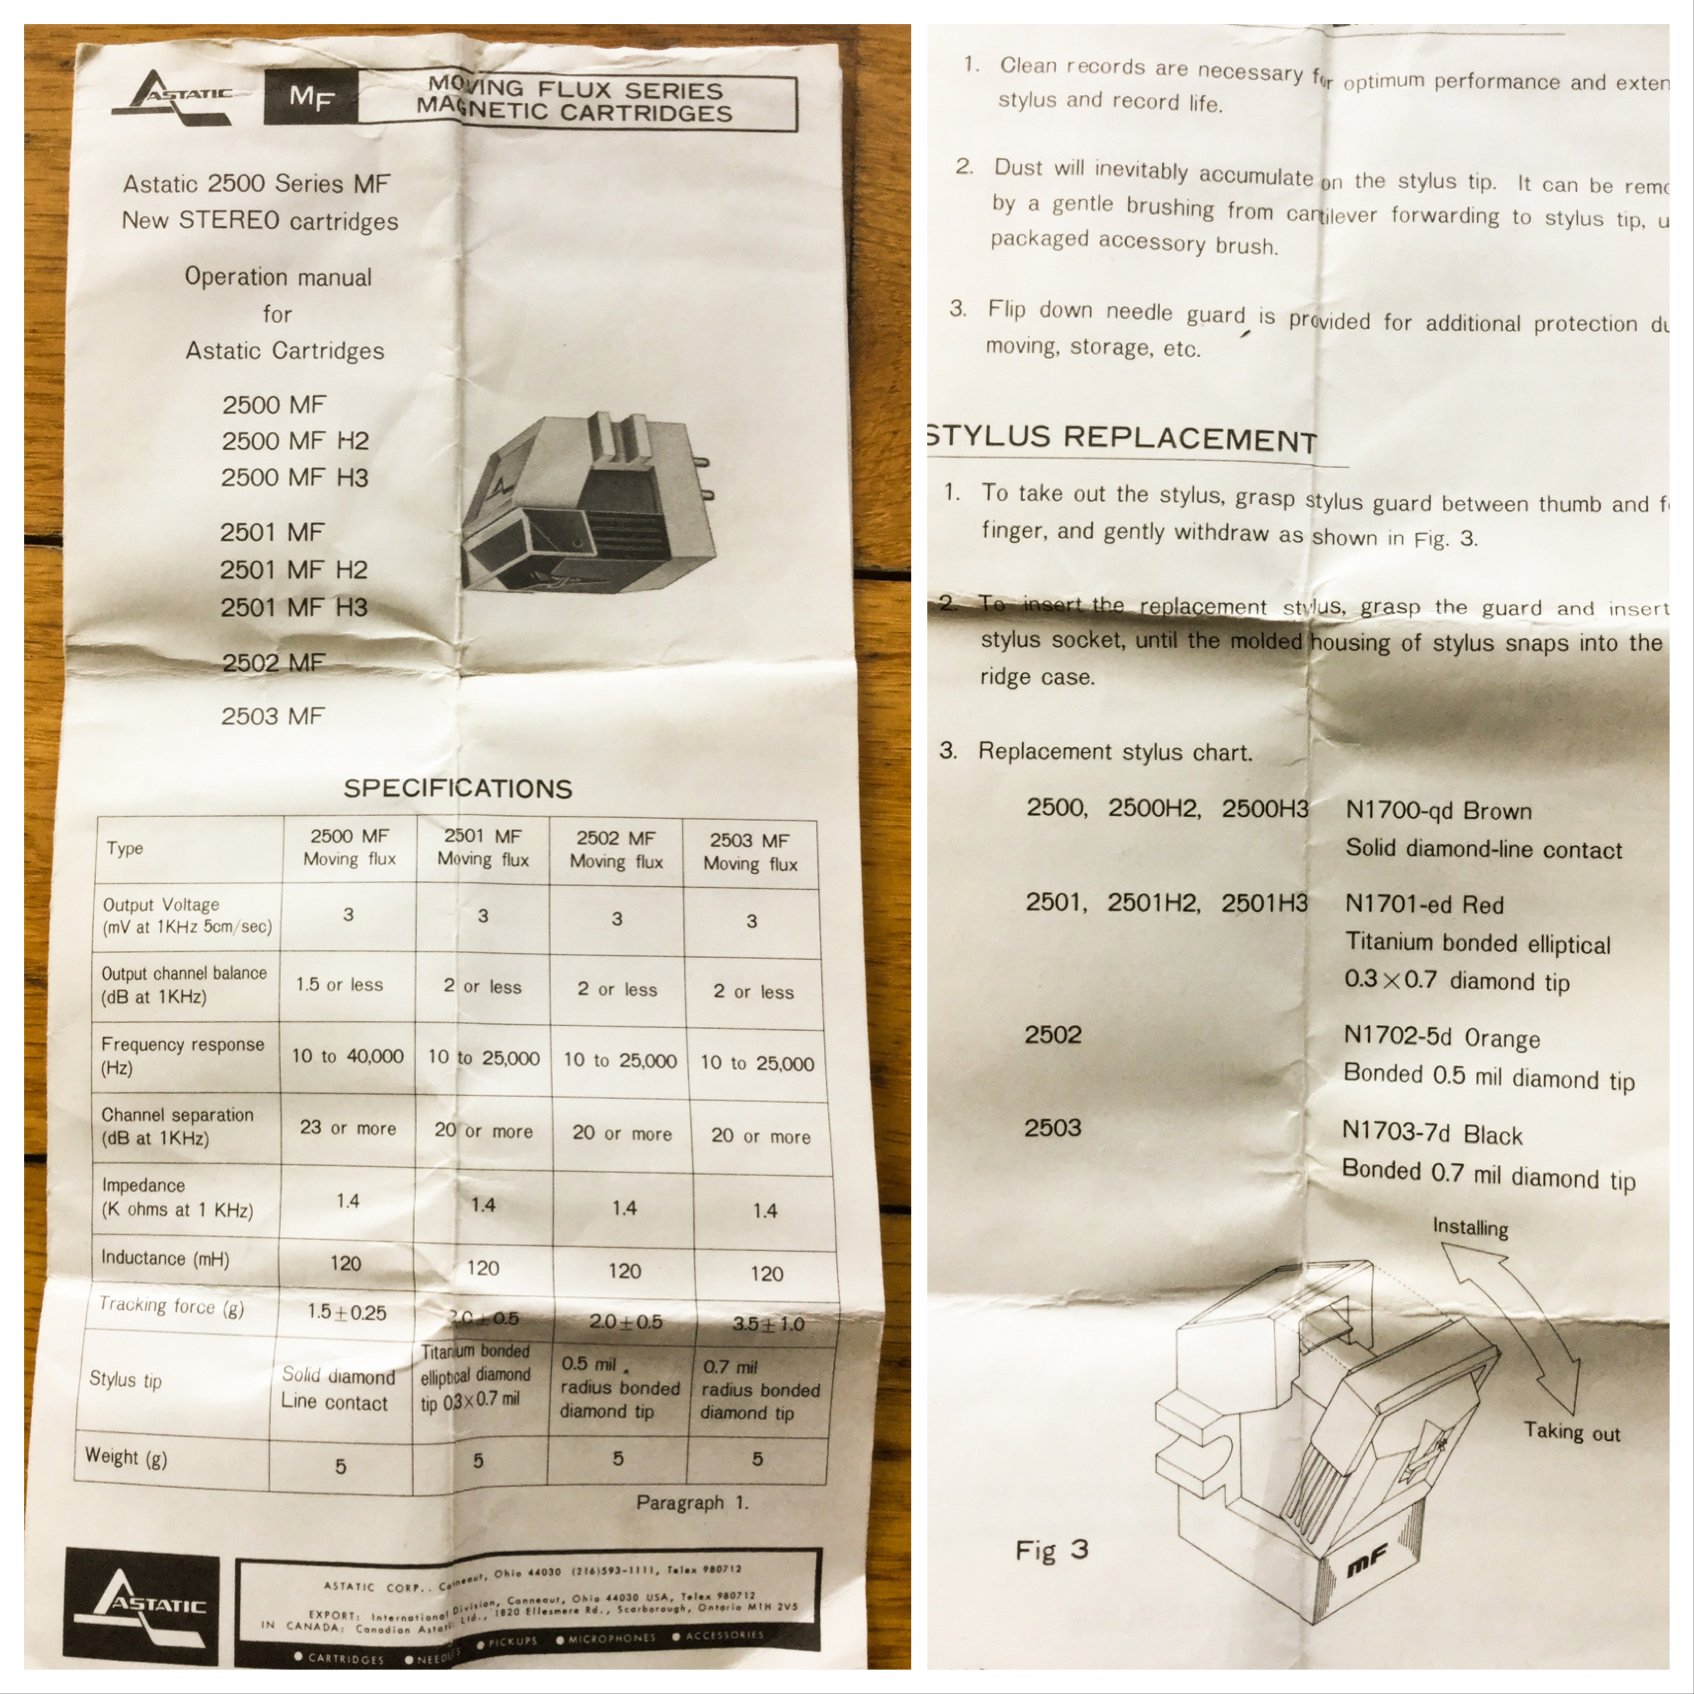 ASTATIC
MF
MOVING FLUX SERIES
MAGNETIC CARTRIDGES
Astatic 2500 Series MF
New STEREO cartridges
Operation manual
for
Astatic Cartridges
2500 MF
2500 MF H2
2500 MF H3
2501 MF
2501 MF H2
2501 MF H3
2502 MF
2503 MF
SPECIFICATIONS
Type 2500 MF Moving flux 2501 MF Moving flux 2502 MF Moving flux 2503 MF Moving flux
Output Voltage (mV at 1KHz 5cm/sec) 3 3 3 3
Output channel balance (dB at 1KHz) 1.5 or less 2 or less 2 or less 2 or less
Frequency response (Hz) 10 to 40,000 10 to 25,000 10 to 25,000 10 to 25,000
Channel separation (dB at 1KHz) 23 or more 20 or more 20 or more 20 or more
Impedance (K ohms at 1 KHz) 1.4 1.4 1.4 1.4
Inductance (mH) 120 120 120 120
Tracking force (g) 1.5±0.25 2.0±0.5 2.0±0.5 3.5±1.0
Stylus tip Solid diamond Line contact Titanium bonded elliptical diamond tip 0.3×0.7 mil 0.5 mil radius bonded diamond tip 0.7 mil radius bonded diamond tip
Weight (g) 5 5 5 5
Paragraph 1.
ASTATIC
ASTATIC CORP., Conneaut, Ohio 44030 (216)593-1111, Telex 980712
EXPORT: International Division, Conneaut, Ohio 44030 USA, Telex 980712
IN CANADA: Canadian Astatic Ltd., 1820 Ellesmere Rd., Scarborough, Ontario M1H 2V5
● CARTRIDGES ● NEEDLES ● PICKUPS ● MICROPHONES ● ACCESSORIES
1. Clean records are necessary for optimum performance and exten
stylus and record life.
2. Dust will inevitably accumulate on the stylus tip. It can be remo
by a gentle brushing from cantilever forwarding to stylus tip, u
packaged accessory brush.
3. Flip down needle guard is provided for additional protection du
moving, storage, etc.
STYLUS REPLACEMENT
1. To take out the stylus, grasp stylus guard between thumb and f
finger, and gently withdraw as shown in Fig. 3.
2. To insert the replacement stylus, grasp the guard and insert
stylus socket, until the molded housing of stylus snaps into the
ridge case.
3. Replacement stylus chart.
2500, 2500H2, 2500H3 N1700-qd Brown
Solid diamond-line contact
2501, 2501H2, 2501H3 N1701-ed Red
Titanium bonded elliptical
0.3×0.7 diamond tip
2502 N1702-5d Orange
Bonded 0.5 mil diamond tip
2503 N1703-7d Black
Bonded 0.7 mil diamond tip
Installing
Taking out
Fig 3
MF